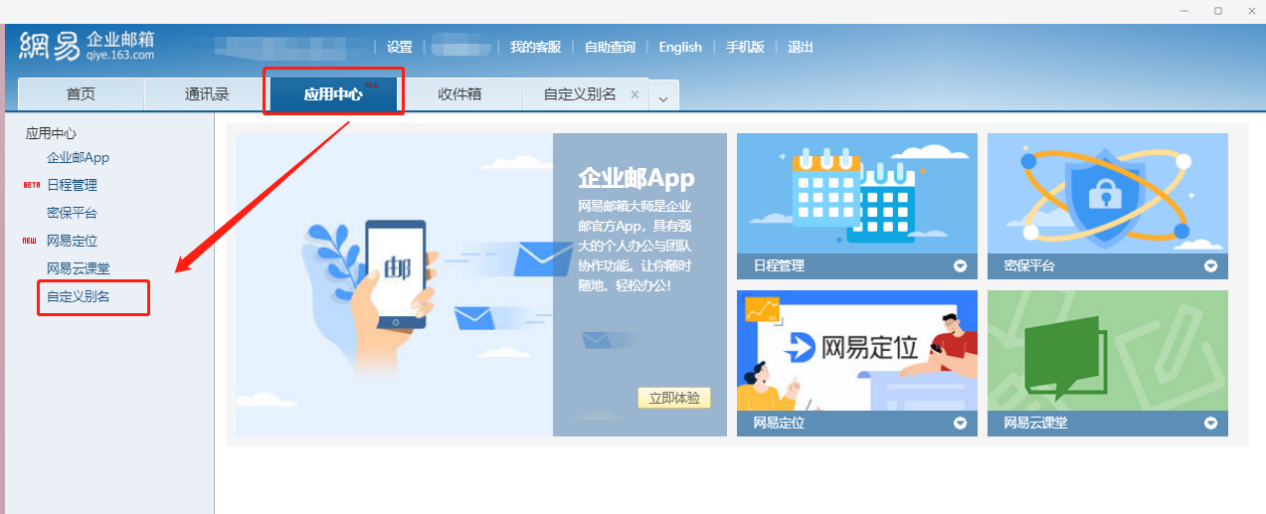 網易 企业邮箱
qiye.163.com
设置 我的客服 自助查询 English 手机版 退出
首页 通讯录 应用中心 NEW 收件箱 自定义别名 ×
应用中心
企业邮App
BETA 日程管理
密保平台
NEW 网易定位
网易云课堂
自定义别名
邮
企业邮App
网易邮箱大师是企业
邮官方App，具有强
大的个人办公与团队
协作功能。让你随时
随地，轻松办公！
立即体验
日程管理
密保平台
网易定位
网易定位
网易云课堂